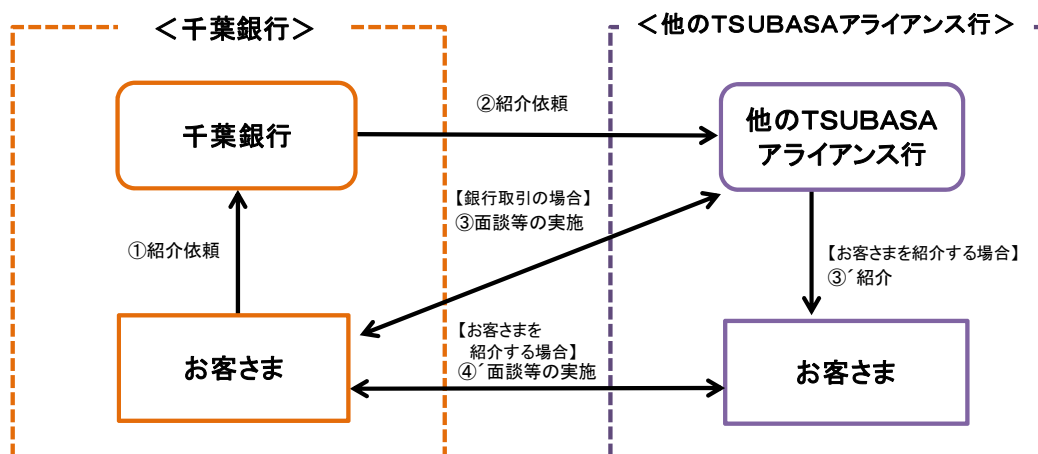 ＜千葉銀行＞
＜他のTSUBASAアライアンス行＞
千葉銀行
②紹介依頼
他のTSUBASA
アライアンス行
【銀行取引の場合】
③面談等の実施
①紹介依頼
【お客さまを紹介する場合】
③´紹介
お客さま
【お客さまを
紹介する場合】
④´面談等の実施
お客さま